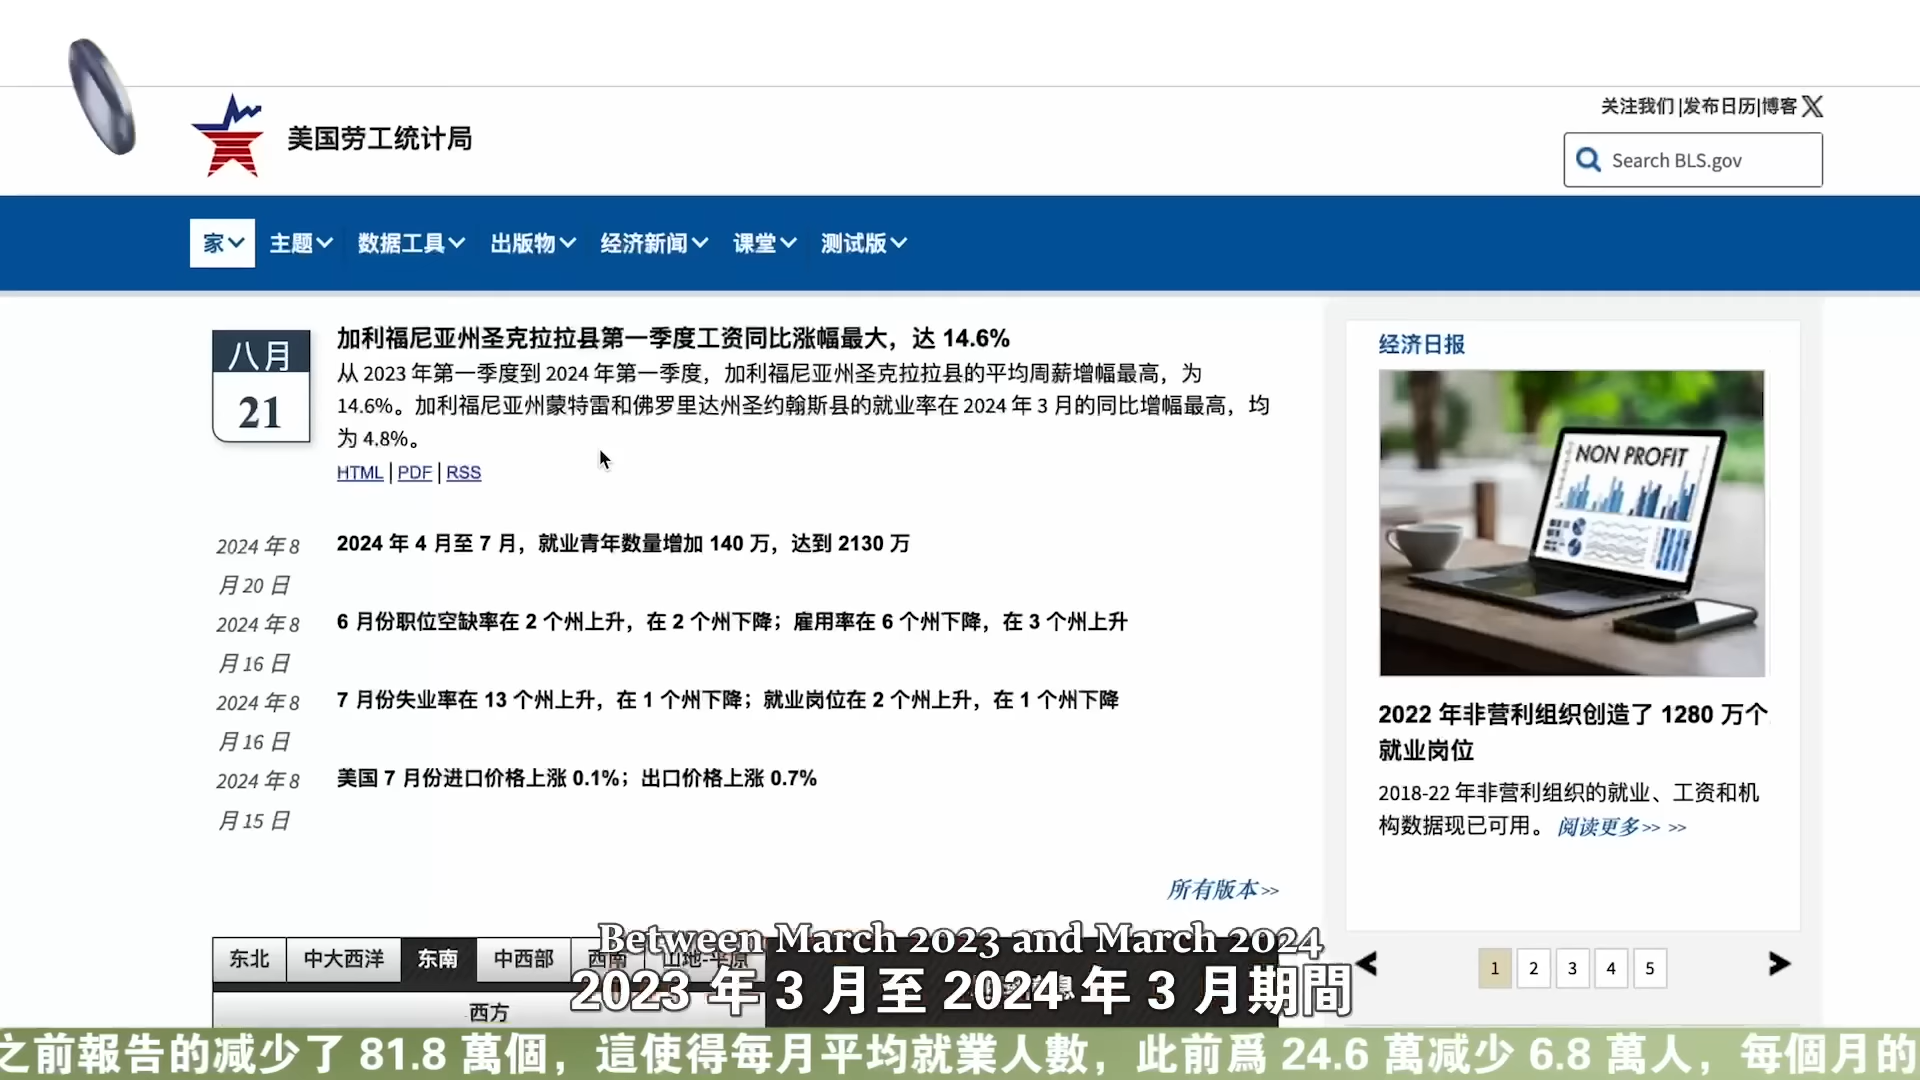 关注我们 |发布日历|博客
美国劳工统计局
Search BLS.gov
家 主题 数据工具 出版物 经济新闻 课堂 测试版
八月
21
加利福尼亚州圣克拉拉县第一季度工资同比涨幅最大，达 14.6%
从 2023 年第一季度到 2024 年第一季度，加利福尼亚州圣克拉拉县的平均周薪增幅最高，为
14.6%。加利福尼亚州蒙特雷和佛罗里达州圣约翰斯县的就业率在 2024 年 3 月的同比增幅最高，均
为 4.8%。
HTML | PDF | RSS
2024 年 8
月 20 日
2024 年 4 月至 7 月，就业青年数量增加 140 万，达到 2130 万
2024 年 8
月 16 日
6 月份职位空缺率在 2 个州上升，在 2 个州下降；雇用率在 6 个州下降，在 3 个州上升
2024 年 8
月 16 日
7 月份失业率在 13 个州上升，在 1 个州下降；就业岗位在 2 个州上升，在 1 个州下降
2024 年 8
月 15 日
美国 7 月份进口价格上涨 0.1%；出口价格上涨 0.7%
所有版本 >>
经济日报
NON PROFIT
2022 年非营利组织创造了 1280 万个
就业岗位
2018-22 年非营利组织的就业、工资和机
构数据现已可用。 阅读更多 >> >>
1 2 3 4 5
东北 中大西洋 东南 中西部 西南 山地-平原
西方
Between March 2023 and March 2024
2023 年 3 月至 2024 年 3 月期間
之前報告的减少了 81.8 萬個，這使得每月平均就業人數，此前爲 24.6 萬减少 6.8 萬人，每個月的